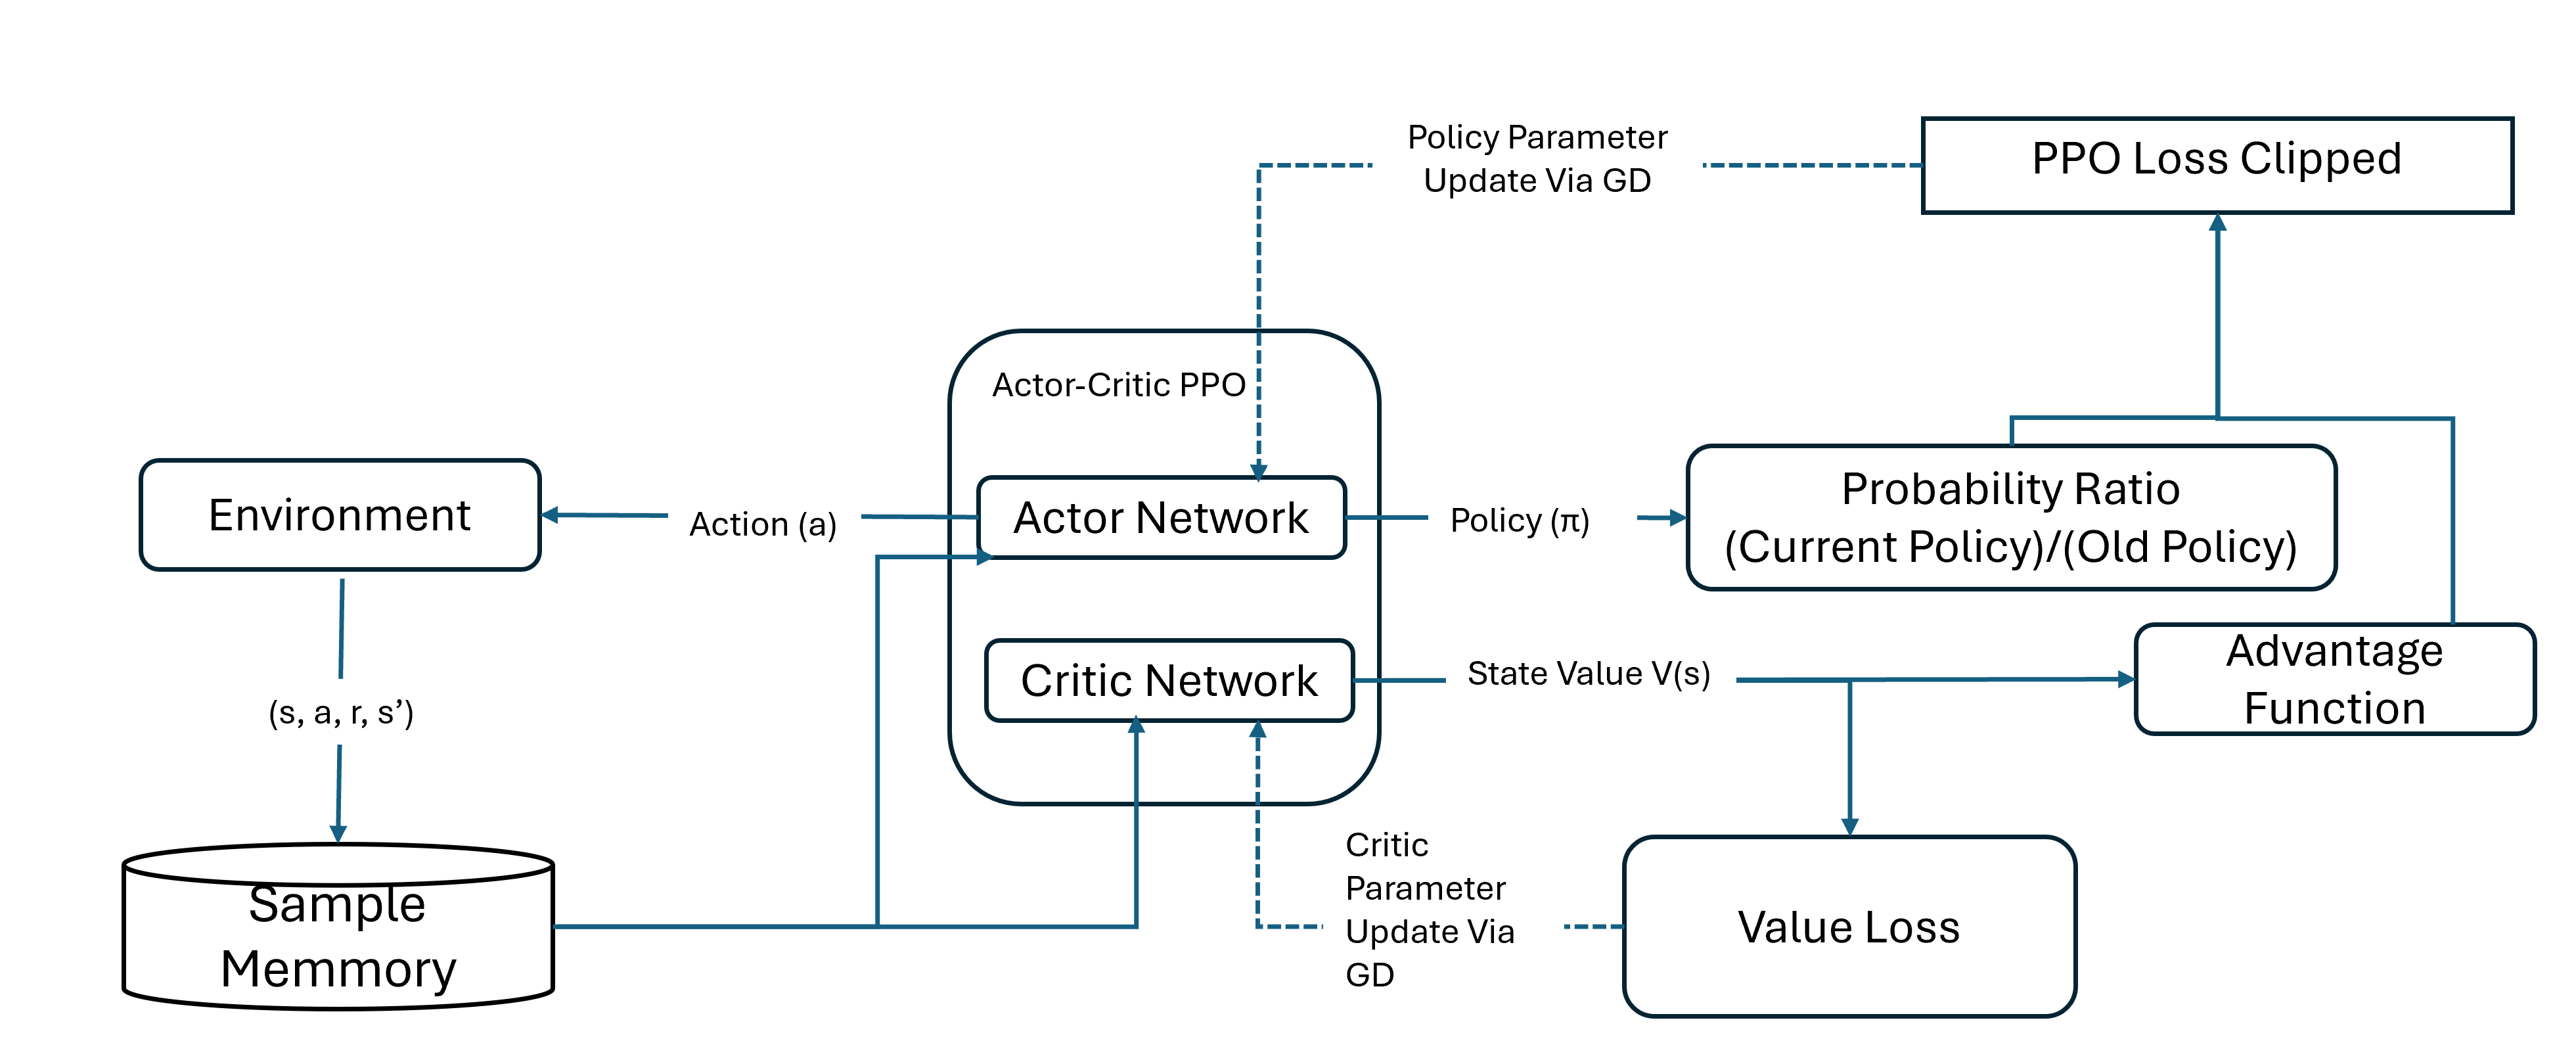 Policy Parameter
Update Via GD
PPO Loss Clipped
Actor-Critic PPO
Environment
Action (a)
Actor Network
Policy (π)
Probability Ratio
(Current Policy)/(Old Policy)
Critic Network
State Value V(s)
Advantage
Function
(s, a, r, s’)
Sample
Memmory
Critic
Parameter
Update Via
GD
Value Loss